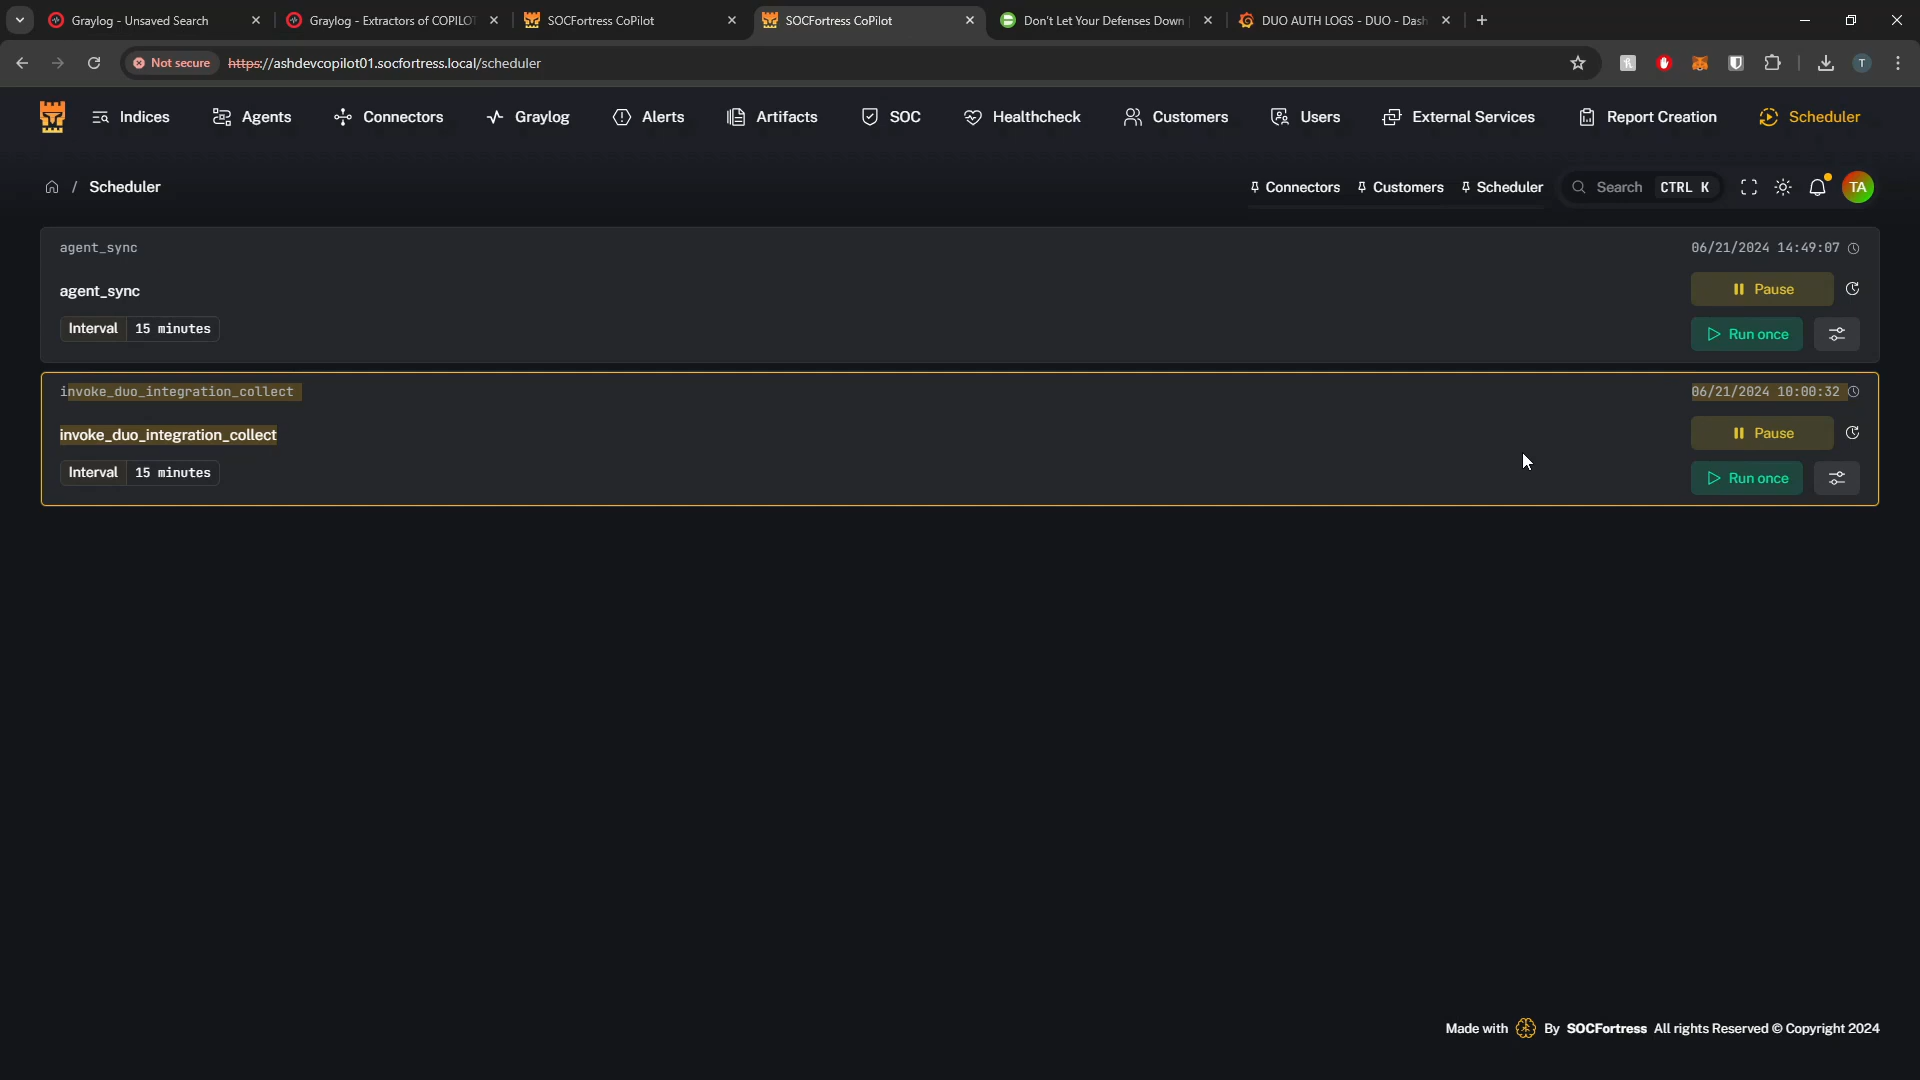 Graylog - Unsaved Search
Graylog - Extractors of COPILOT
SOCFortress CoPilot
SOCFortress CoPilot
Don't Let Your Defenses Down
DUO AUTH LOGS - DUO - Dash
Not secure
https://ashdevcopilot01.socfortress.local/scheduler
T
Indices
Agents
Connectors
Graylog
Alerts
Artifacts
SOC
Healthcheck
Customers
Users
External Services
Report Creation
Scheduler
/ Scheduler
Connectors
Customers
Scheduler
Search CTRL K
TA
agent_sync
06/21/2024 14:49:07
agent_sync
Pause
Interval 15 minutes
Run once
invoke_duo_integration_collect
06/21/2024 10:00:32
invoke_duo_integration_collect
Pause
Interval 15 minutes
Run once
Made with By SOCFortress All rights Reserved © Copyright 2024